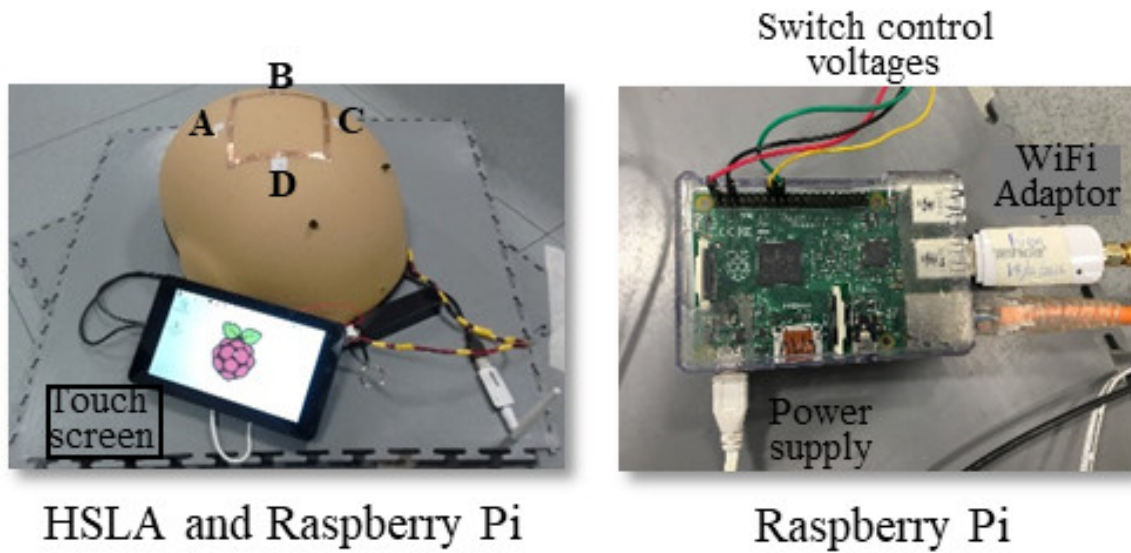 Switch control
voltages
B
A
C
D
Touch
screen
WiFi
Adaptor
Power
supply
HSLA and Raspberry Pi
Raspberry Pi